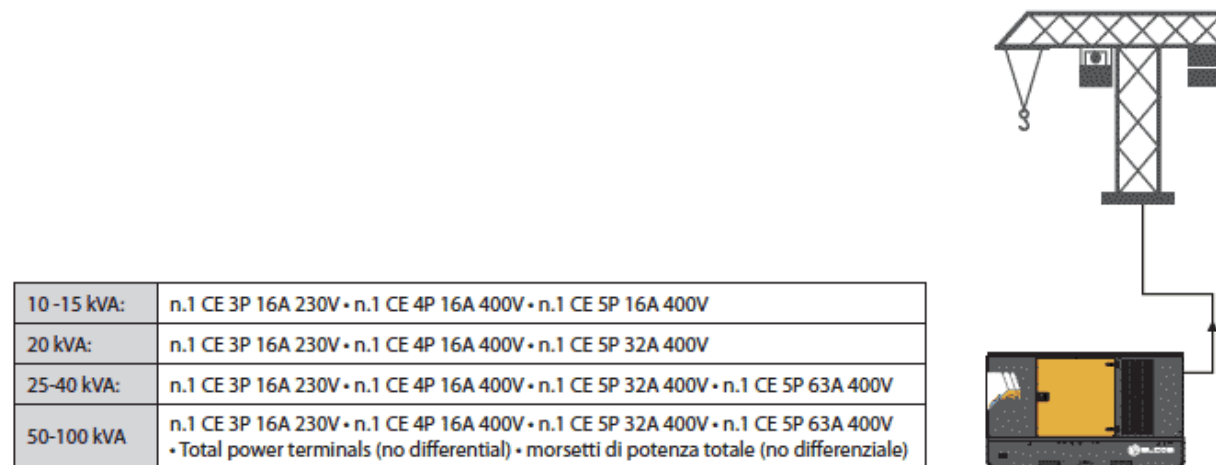 10 -15 kVA: n.1 CE 3P 16A 230V • n.1 CE 4P 16A 400V • n.1 CE 5P 16A 400V
20 kVA: n.1 CE 3P 16A 230V • n.1 CE 4P 16A 400V • n.1 CE 5P 32A 400V
25-40 kVA: n.1 CE 3P 16A 230V • n.1 CE 4P 16A 400V • n.1 CE 5P 32A 400V • n.1 CE 5P 63A 400V
50-100 kVA n.1 CE 3P 16A 230V • n.1 CE 4P 16A 400V • n.1 CE 5P 32A 400V • n.1 CE 5P 63A 400V
• Total power terminals (no differential) • morsetti di potenza totale (no differenziale)
ELCOS